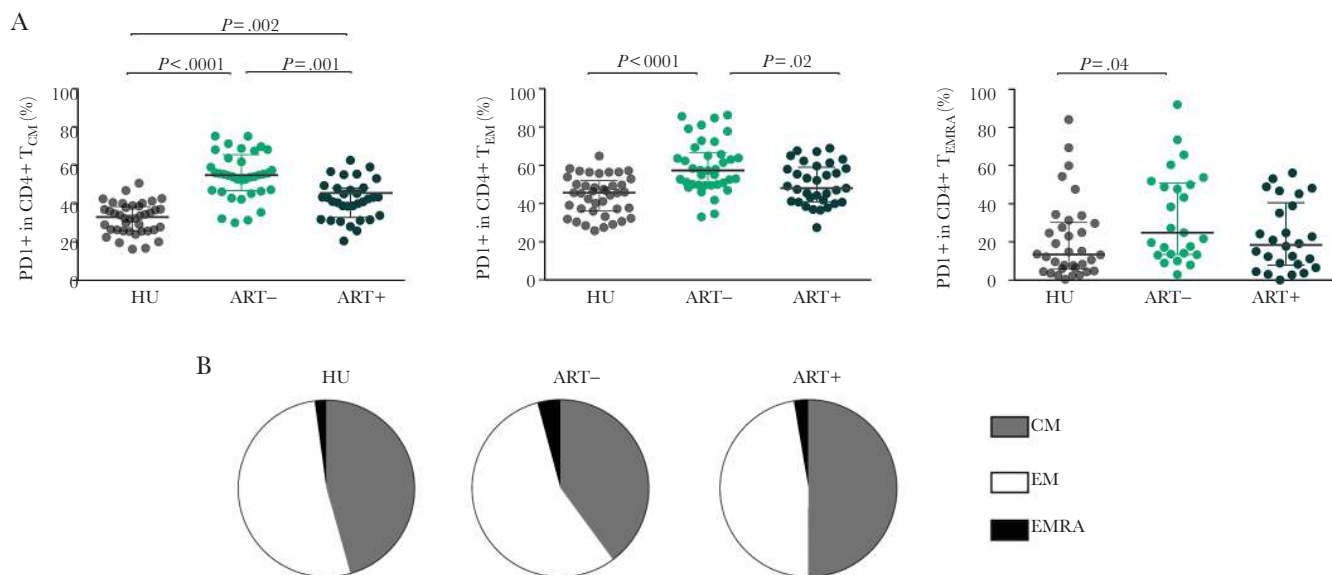 A
P=.002
P<.0001
P=.001
PD1+ in CD4+ TCM (%)
100
80
60
40
20
0
HU
ART–
ART+
P<0001
P=.02
PD1+ in CD4+ TEM (%)
100
80
60
40
20
0
HU
ART–
ART+
P=.04
PD1+ in CD4+ TEMRA (%)
100
80
60
40
20
0
HU
ART–
ART+
B
HU
ART–
ART+
CM
EM
EMRA